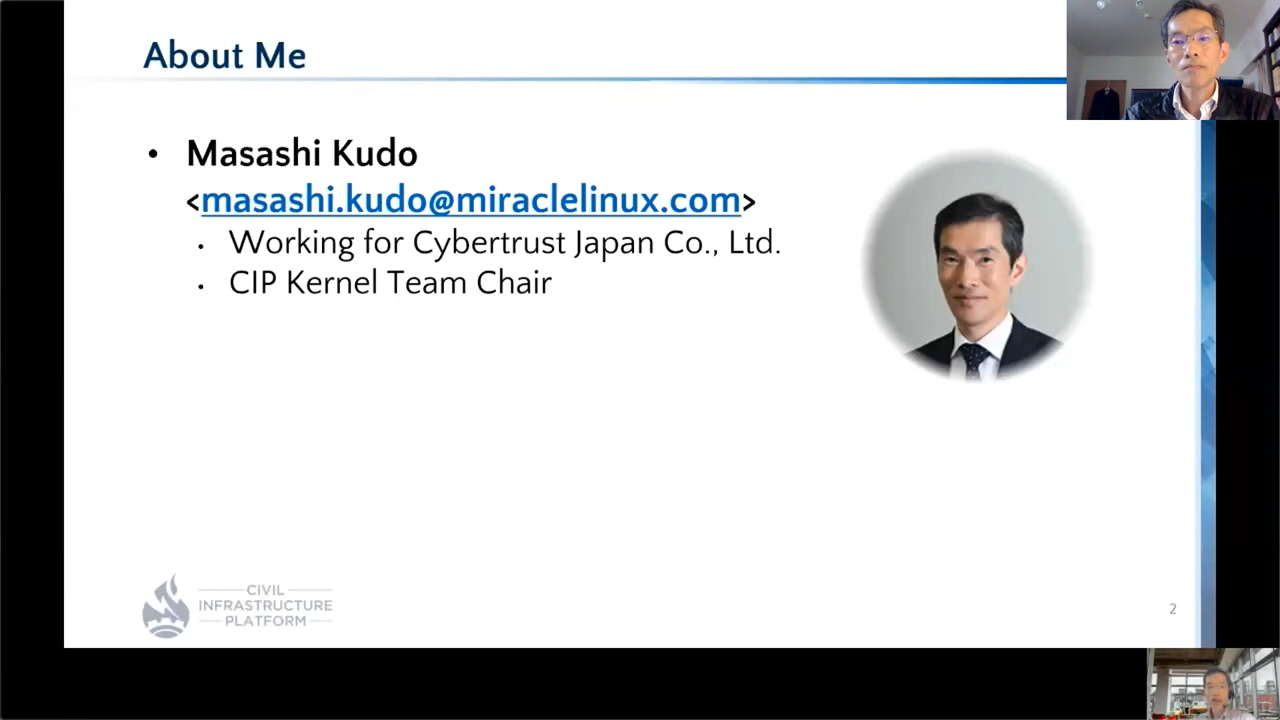 About Me
• Masashi Kudo
<masashi.kudo@miraclelinux.com>
• Working for Cybertrust Japan Co., Ltd.
• CIP Kernel Team Chair
CIVIL
INFRASTRUCTURE
PLATFORM
2